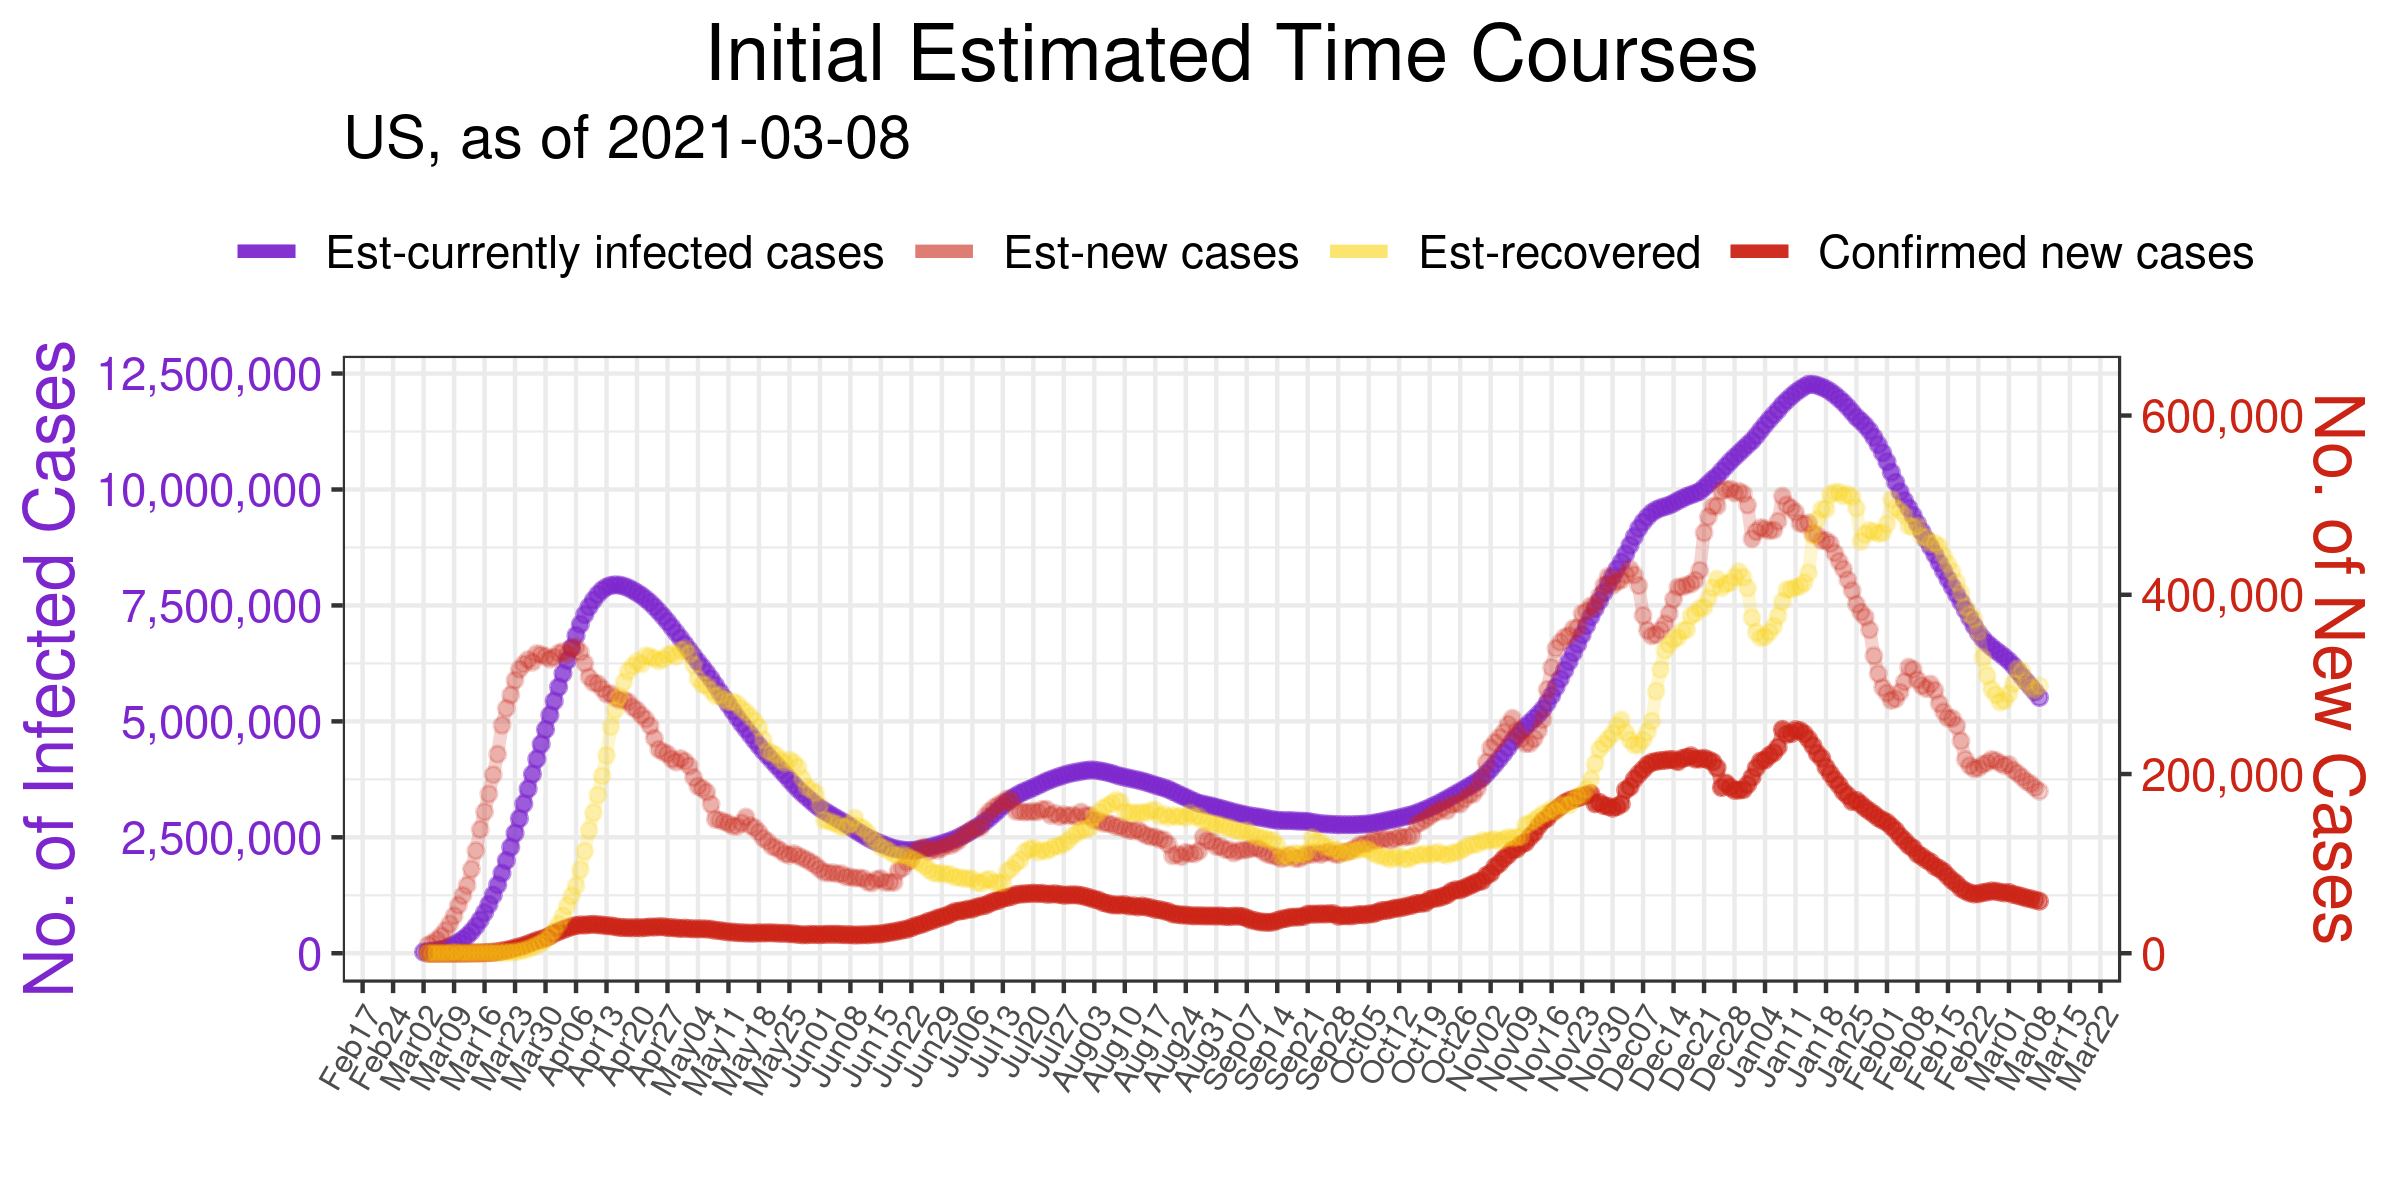 Initial Estimated Time Courses
US, as of 2021-03-08
Est-currently infected cases Est-new cases Est-recovered Confirmed new cases
No. of Infected Cases
12,500,000
10,000,000
7,500,000
5,000,000
2,500,000
0
600,000
400,000
200,000
0
No. of New Cases
Feb17 Feb24 Mar02 Mar09 Mar16 Mar23 Mar30 Apr06 Apr13 Apr20 Apr27 May04 May11 May18 May25 Jun01 Jun08 Jun15 Jun22 Jun29 Jul06 Jul13 Jul20 Jul27 Aug03 Aug10 Aug17 Aug24 Aug31 Sep07 Sep14 Sep21 Sep28 Oct05 Oct12 Oct19 Oct26 Nov02 Nov09 Nov16 Nov23 Nov30 Dec07 Dec14 Dec21 Dec28 Jan04 Jan11 Jan18 Jan25 Feb01 Feb08 Feb15 Feb22 Mar01 Mar08 Mar15 Mar22